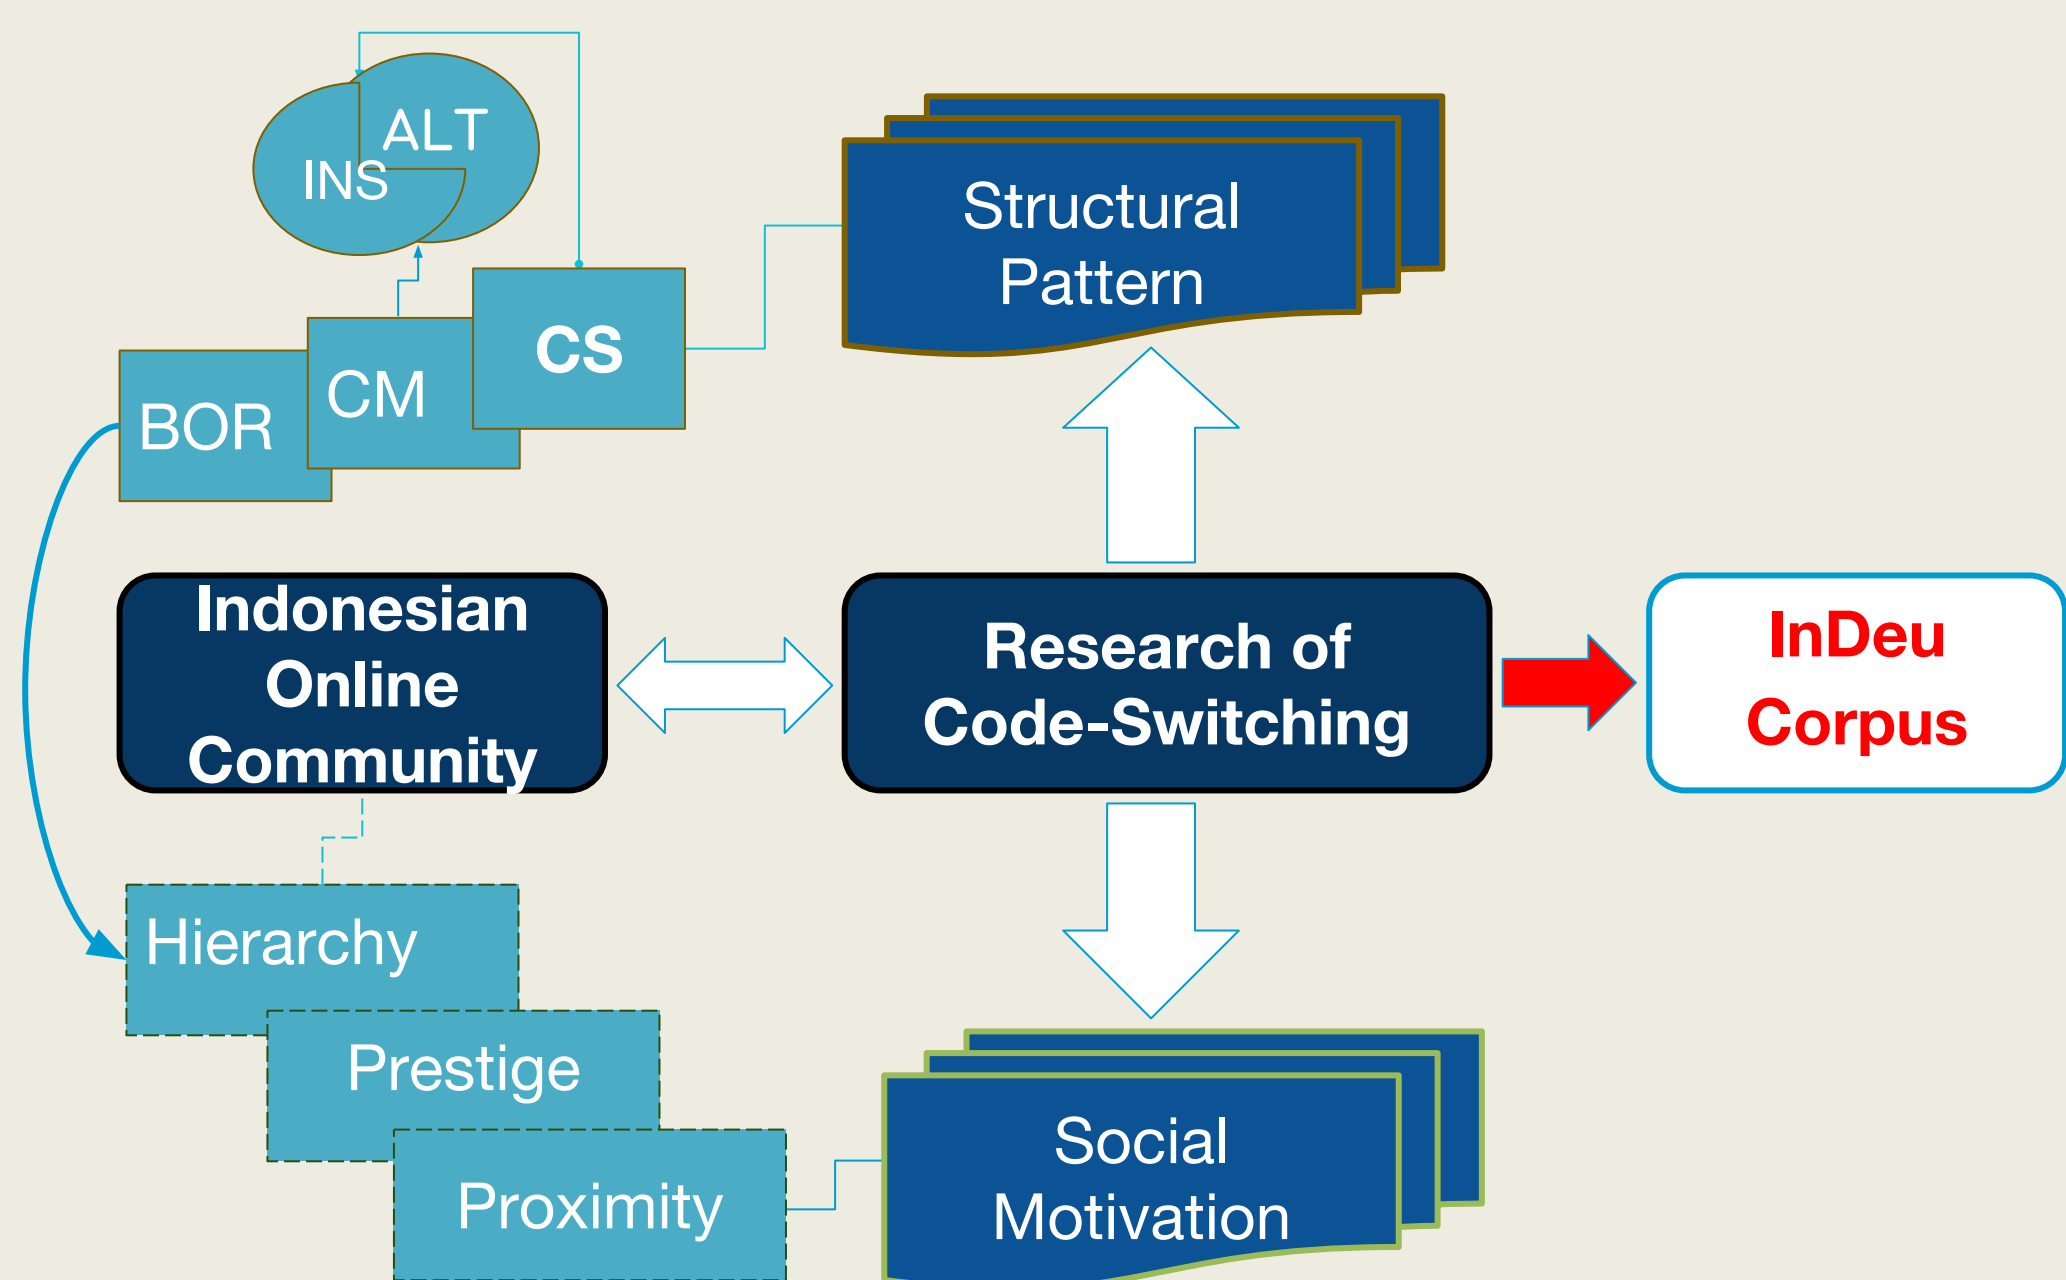 ALT
INS
Structural
Pattern
CS
CM
BOR
Indonesian
Online
Community
Research of
Code-Switching
InDeu
Corpus
Hierarchy
Prestige
Proximity
Social
Motivation